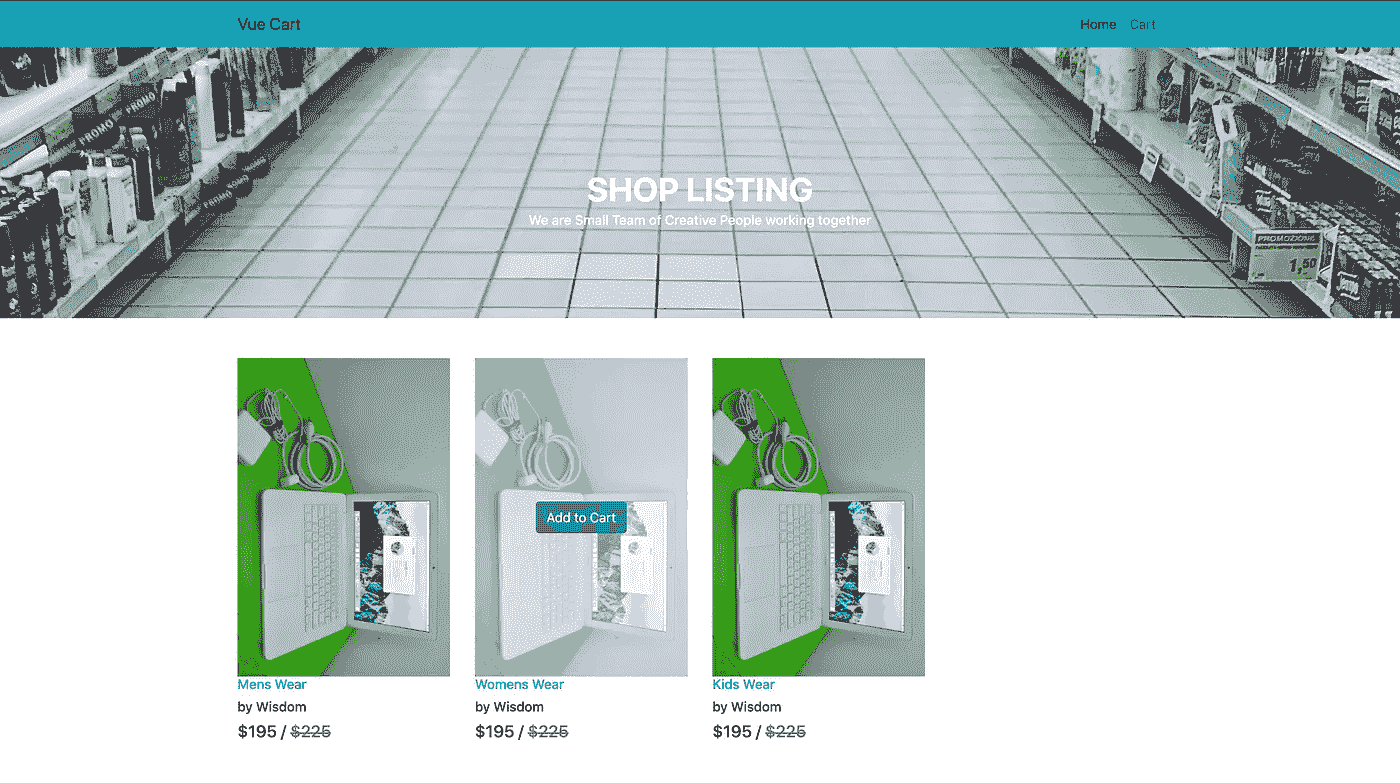 Vue Cart
Home Cart
PROMO PROMO
PROMO PROMO
SHOP LISTING
We are Small Team of Creative People working together
PROMOZIONE
1,50
Add to Cart
Mens Wear
by Wisdom
$195 / $225
Womens Wear
by Wisdom
$195 / $225
Kids Wear
by Wisdom
$195 / $225